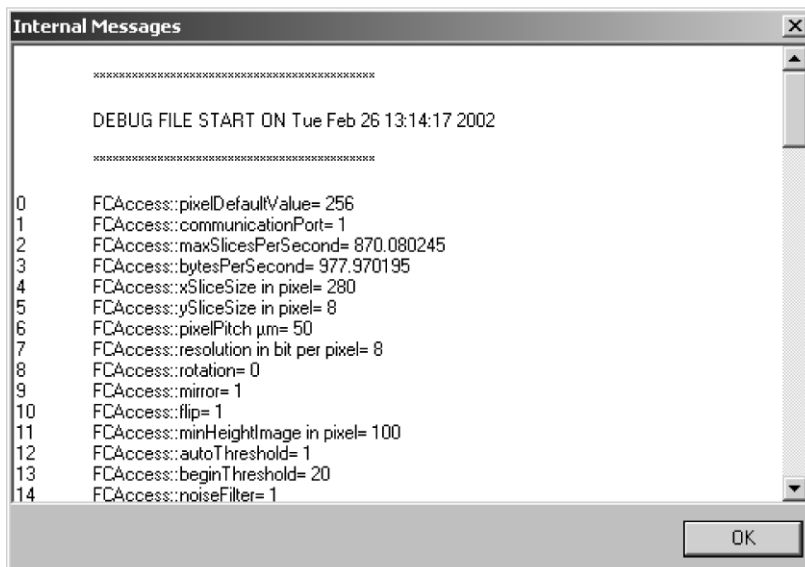 Internal Messages
********************************************
DEBUG FILE START ON Tue Feb 26 13:14:17 2002
********************************************
0 FCAccess::pixelDefaultValue= 256
1 FCAccess::communicationPort= 1
2 FCAccess::maxSlicesPerSecond= 870.080245
3 FCAccess::bytesPerSecond= 977.970195
4 FCAccess::xSliceSize in pixel= 280
5 FCAccess::ySliceSize in pixel= 8
6 FCAccess::pixelPitch µm= 50
7 FCAccess::resolution in bit per pixel= 8
8 FCAccess::rotation= 0
9 FCAccess::mirror= 1
10 FCAccess::flip= 1
11 FCAccess::minHeightImage in pixel= 100
12 FCAccess::autoThreshold= 1
13 FCAccess::beginThreshold= 20
14 FCAccess::noiseFilter= 1
OK